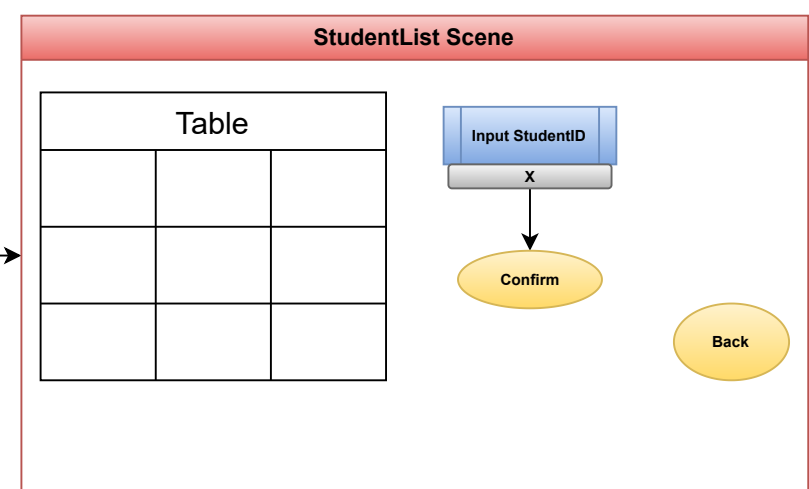 StudentList Scene
Table
Input StudentID
X
Confirm
Back